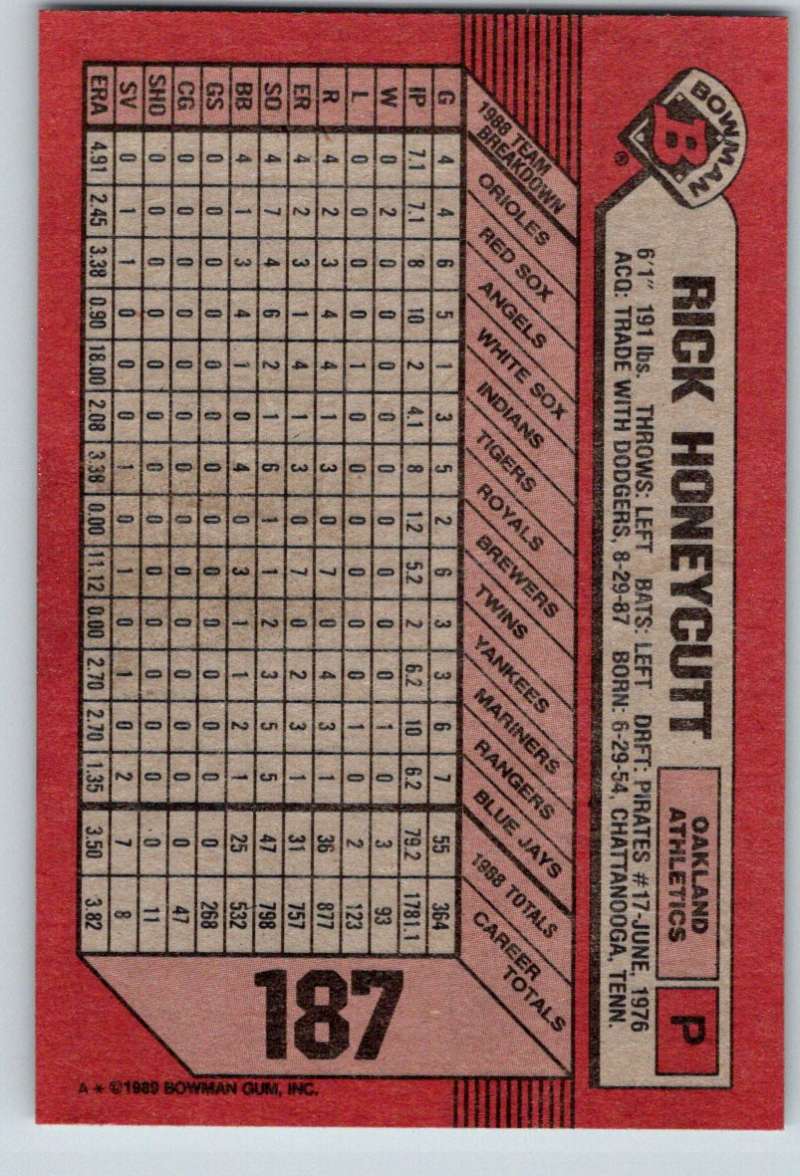 BOWMAN
B
®
RICK HONEYCUTT
OAKLAND
ATHLETICS
P
6'1" 191 lbs. THROWS: LEFT BATS: LEFT DRFT: PIRATES #17-JUNE, 1976
ACQ: TRADE WITH DODGERS, 8-29-87 BORN: 6-29-54, CHATTANOOGA, TENN.
1988 TEAM
BREAKDOWN
ORIOLES
RED SOX
ANGELS
WHITE SOX
INDIANS
TIGERS
ROYALS
BREWERS
TWINS
YANKEES
MARINERS
RANGERS
BLUE JAYS
1988 TOTALS
CAREER
TOTALS
G 4 4 6 5 1 3 5 2 6 3 3 6 7 55 364
IP 7.1 7.1 8 10 2 4.1 8 1.2 5.2 2 6.2 10 6.2 79.2 1781.1
W 0 2 0 0 0 0 0 0 0 0 0 1 0 3 93
L 0 0 0 0 1 0 0 0 0 0 0 1 0 2 123
R 4 2 3 4 4 1 3 0 7 0 4 3 1 36 877
ER 4 2 3 1 4 1 3 0 7 0 2 3 1 31 757
SO 4 7 4 6 2 1 6 1 1 2 3 5 5 47 798
BB 4 1 3 4 1 0 4 0 3 1 1 2 1 25 532
GS 0 0 0 0 0 0 0 0 0 0 0 0 0 0 268
CG 0 0 0 0 0 0 0 0 0 0 0 0 0 0 47
SHO 0 0 0 0 0 0 0 0 0 0 0 0 0 0 11
SV 0 1 1 0 0 0 1 0 1 0 1 0 2 7 8
ERA 4.91 2.45 3.38 0.90 18.00 2.08 3.38 0.00 11.12 0.00 2.70 2.70 1.35 3.50 3.82
187
A * ©1989 BOWMAN GUM, INC.